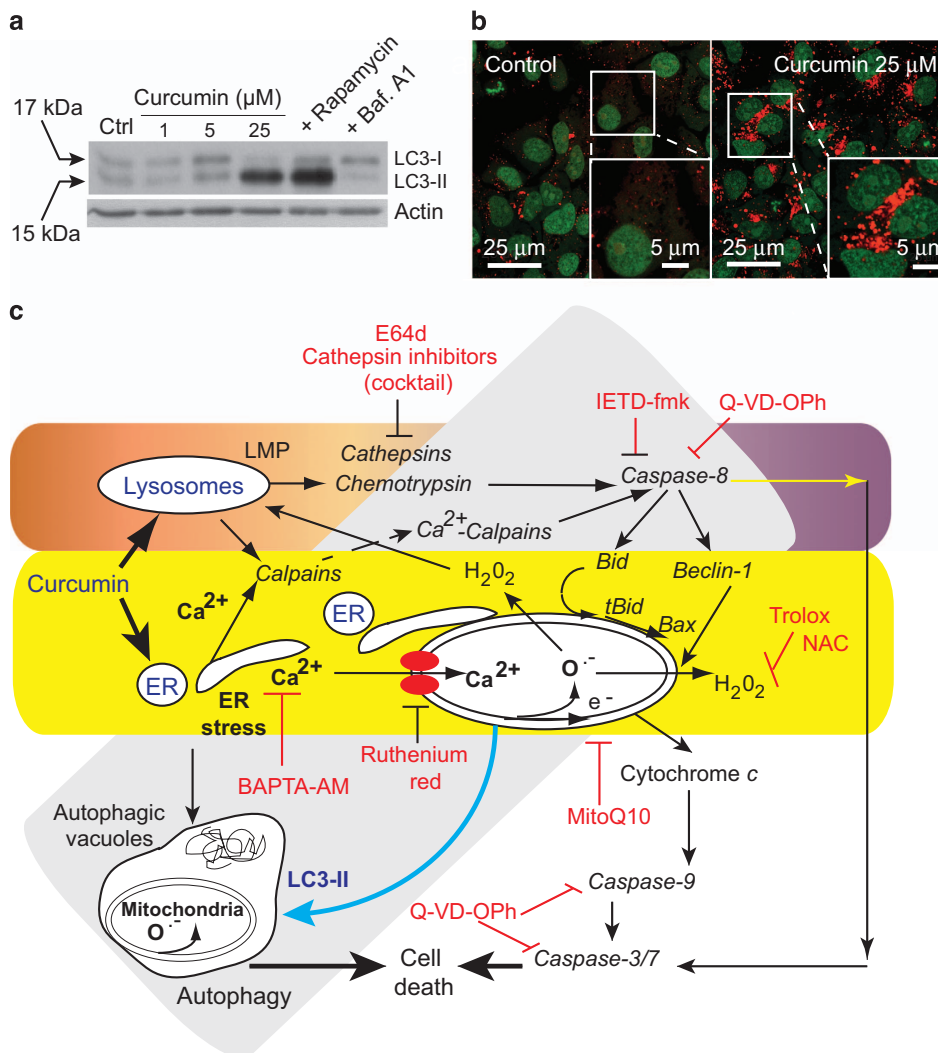 a
Curcumin (µM)
17 kDa
Ctrl
1
5
25
+ Rapamycin
+ Baf. A1
LC3-I
LC3-II
Actin
15 kDa
b
Control
Curcumin 25 µM
25 µm
5 µm
25 µm
5 µm
c
E64d
Cathepsin inhibitors
(cocktail)
IETD-fmk
Q-VD-OPh
LMP
Cathepsins
Lysosomes
Chemotrypsin
Caspase-8
Ca2+-Calpains
Curcumin
Calpains
H202
Bid
Beclin-1
Ca2+
ER
tBid
Bax
Trolox
NAC
ER
Ca2+
Ca2+
O·-
H202
ER
stress
e-
BAPTA-AM
Ruthenium
red
Cytochrome c
MitoQ10
Autophagic
vacuoles
LC3-II
Caspase-9
Mitochondria
O·-
Q-VD-OPh
Cell
death
Caspase-3/7
Autophagy